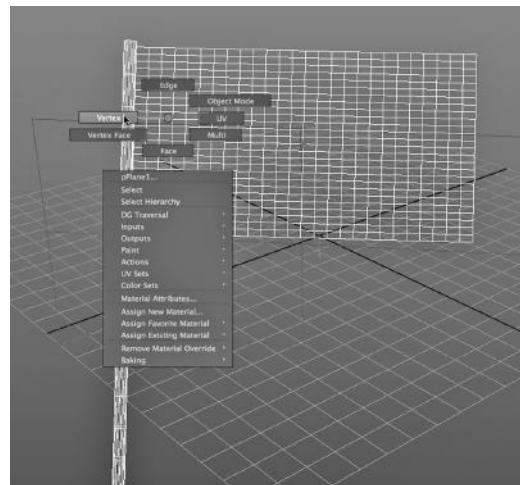 Edge
Object Mode
Vertex
UV
Vertex Face
Multi
Face
pPlane1...
Select
Select Hierarchy
DG Traversal
Inputs
Outputs
Paint
Actions
UV Sets
Color Sets
Material Attributes...
Assign New Material...
Assign Favorite Material
Assign Existing Material
Remove Material Override
Baking